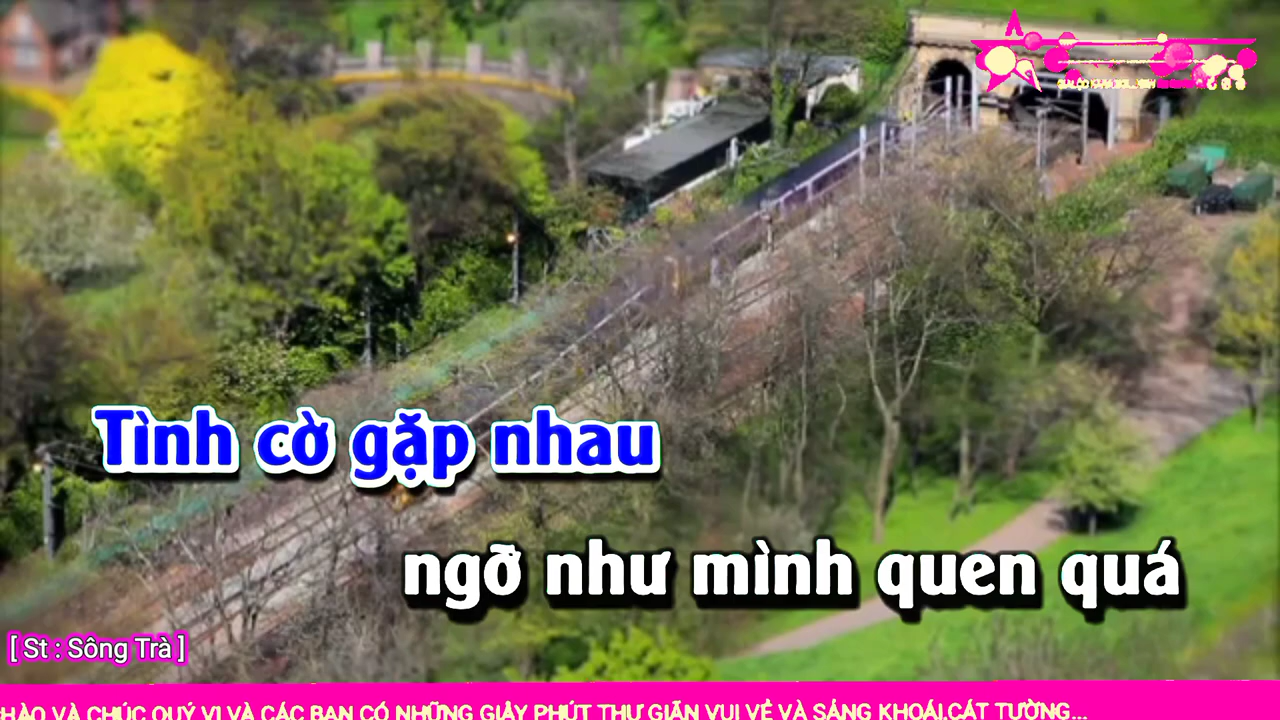 Tình cờ gặp nhau
ngỡ như mình quen quá
[ St : Sông Trà ]
HÀO VÀ CHÚC QUÝ VỊ VÀ CÁC BẠN CÓ NHỮNG GIÂY PHÚT THƯ GIÃN VUI VẺ VÀ SẢNG KHOÁI.CÁT TƯỜNG...